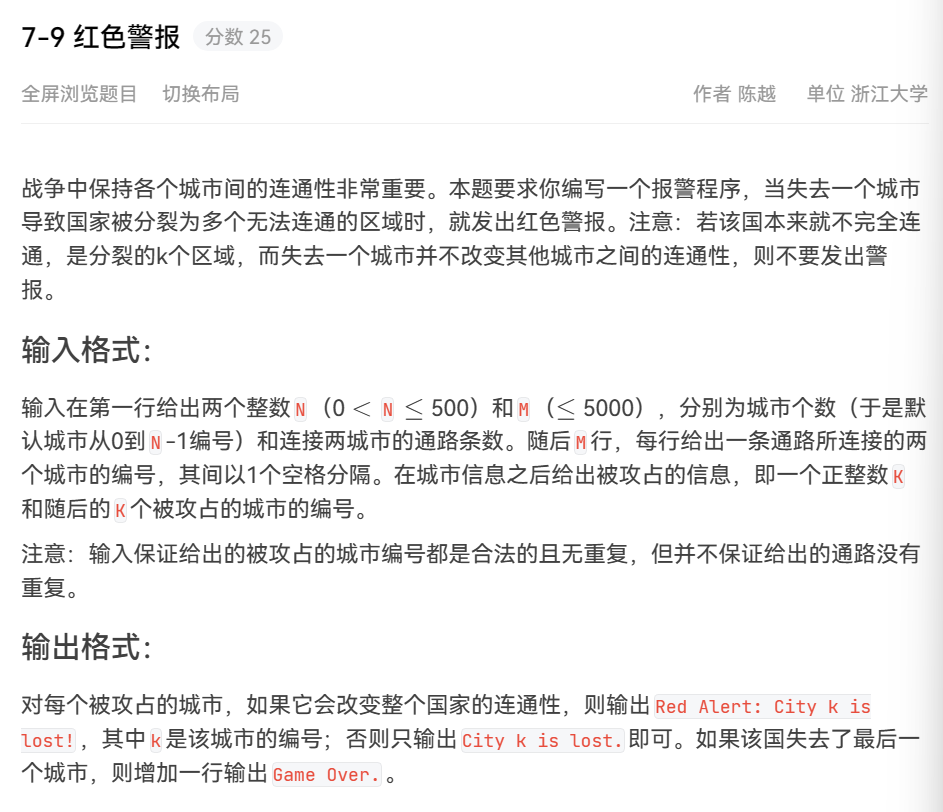 7-9 红色警报 分数 25
全屏浏览题目 切换布局 作者 陈越 单位 浙江大学
战争中保持各个城市间的连通性非常重要。本题要求你编写一个报警程序，当失去一个城市
导致国家被分裂为多个无法连通的区域时，就发出红色警报。注意：若该国本来就不完全连
通，是分裂的k个区域，而失去一个城市并不改变其他城市之间的连通性，则不要发出警
报。
输入格式：
输入在第一行给出两个整数N（0 < N ≤ 500）和M（≤ 5000），分别为城市个数（于是默
认城市从0到N-1编号）和连接两城市的通路条数。随后M行，每行给出一条通路所连接的两
个城市的编号，其间以1个空格分隔。在城市信息之后给出被攻占的信息，即一个正整数K
和随后的K个被攻占的城市的编号。
注意：输入保证给出的被攻占的城市编号都是合法的且无重复，但并不保证给出的通路没有
重复。
输出格式：
对每个被攻占的城市，如果它会改变整个国家的连通性，则输出Red Alert: City k is
lost!，其中k是该城市的编号；否则只输出City k is lost.即可。如果该国失去了最后一
个城市，则增加一行输出Game Over.。